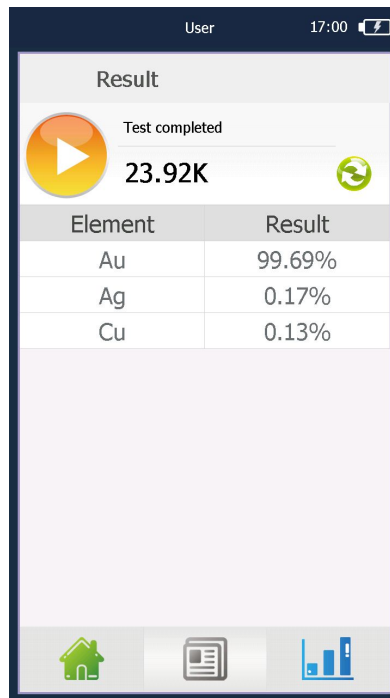 User 17:00
Result
Test completed
23.92K
Element Result
Au 99.69%
Ag 0.17%
Cu 0.13%